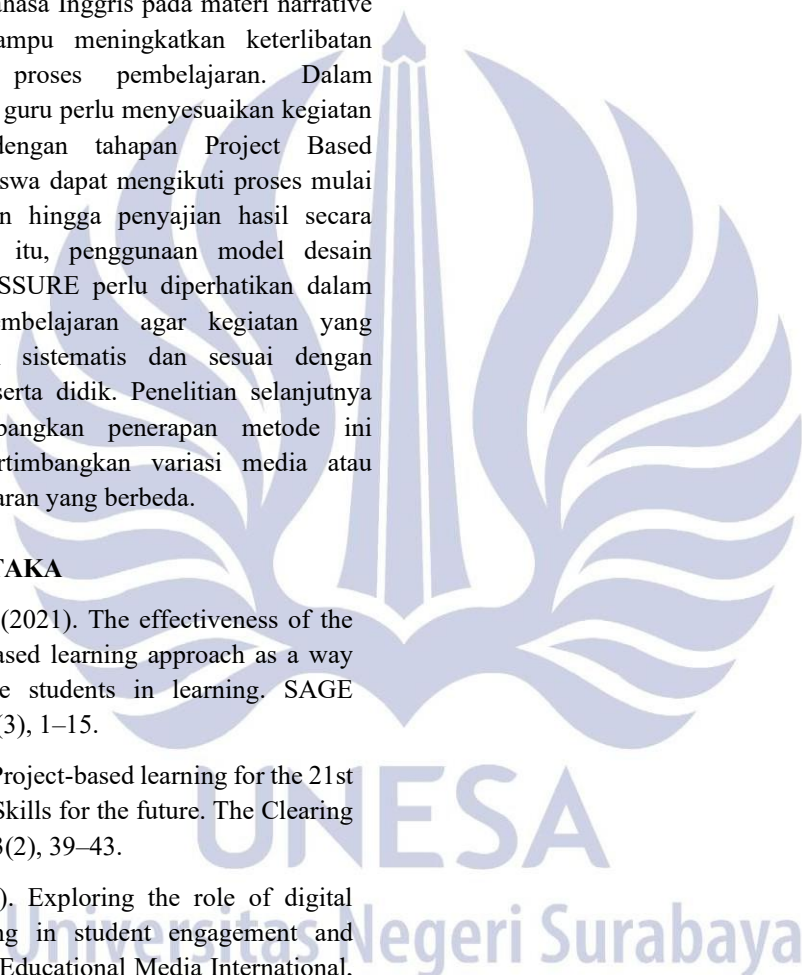 ahasa Inggris pada materi narrative
ampu meningkatkan keterlibatan
proses pembelajaran. Dalam
guru perlu menyesuaikan kegiatan
dengan tahapan Project Based
swa dapat mengikuti proses mulai
n hingga penyajian hasil secara
itu, penggunaan model desain
SSURE perlu diperhatikan dalam
mbelajaran agar kegiatan yang
sistematis dan sesuai dengan
serta didik. Penelitian selanjutnya
bangkan penerapan metode ini
rtimbangkan variasi media atau
aran yang berbeda.
TAKA
(2021). The effectiveness of the
ased learning approach as a way
e students in learning. SAGE
(3), 1–15.
Project-based learning for the 21st
Skills for the future. The Clearing
3(2), 39–43.
). Exploring the role of digital
ng in student engagement and
Educational Media International,
UNESA
Universitas Negeri Surabaya